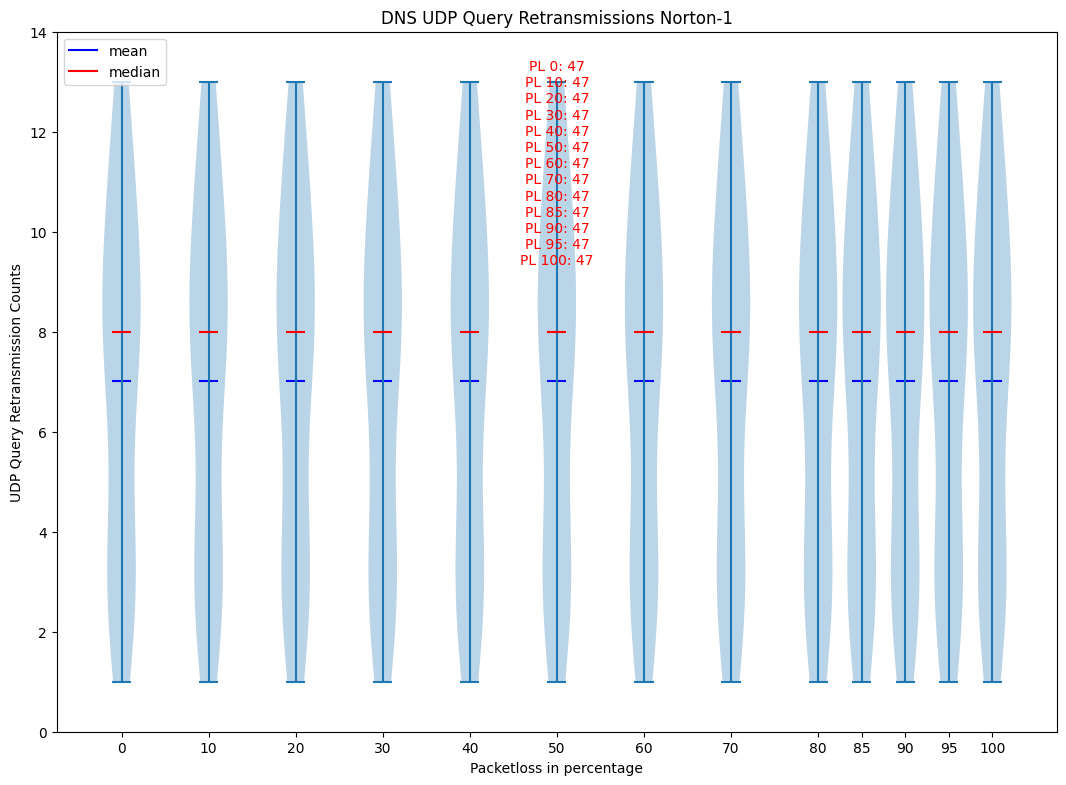 DNS UDP Query Retransmissions Norton-1
mean
median
PL 0: 47
PL 10: 47
PL 20: 47
PL 30: 47
PL 40: 47
PL 50: 47
PL 60: 47
PL 70: 47
PL 80: 47
PL 85: 47
PL 90: 47
PL 95: 47
PL 100: 47
UDP Query Retransmission Counts
14
12
10
8
6
4
2
0
0 10 20 30 40 50 60 70 80 85 90 95 100
Packetloss in percentage